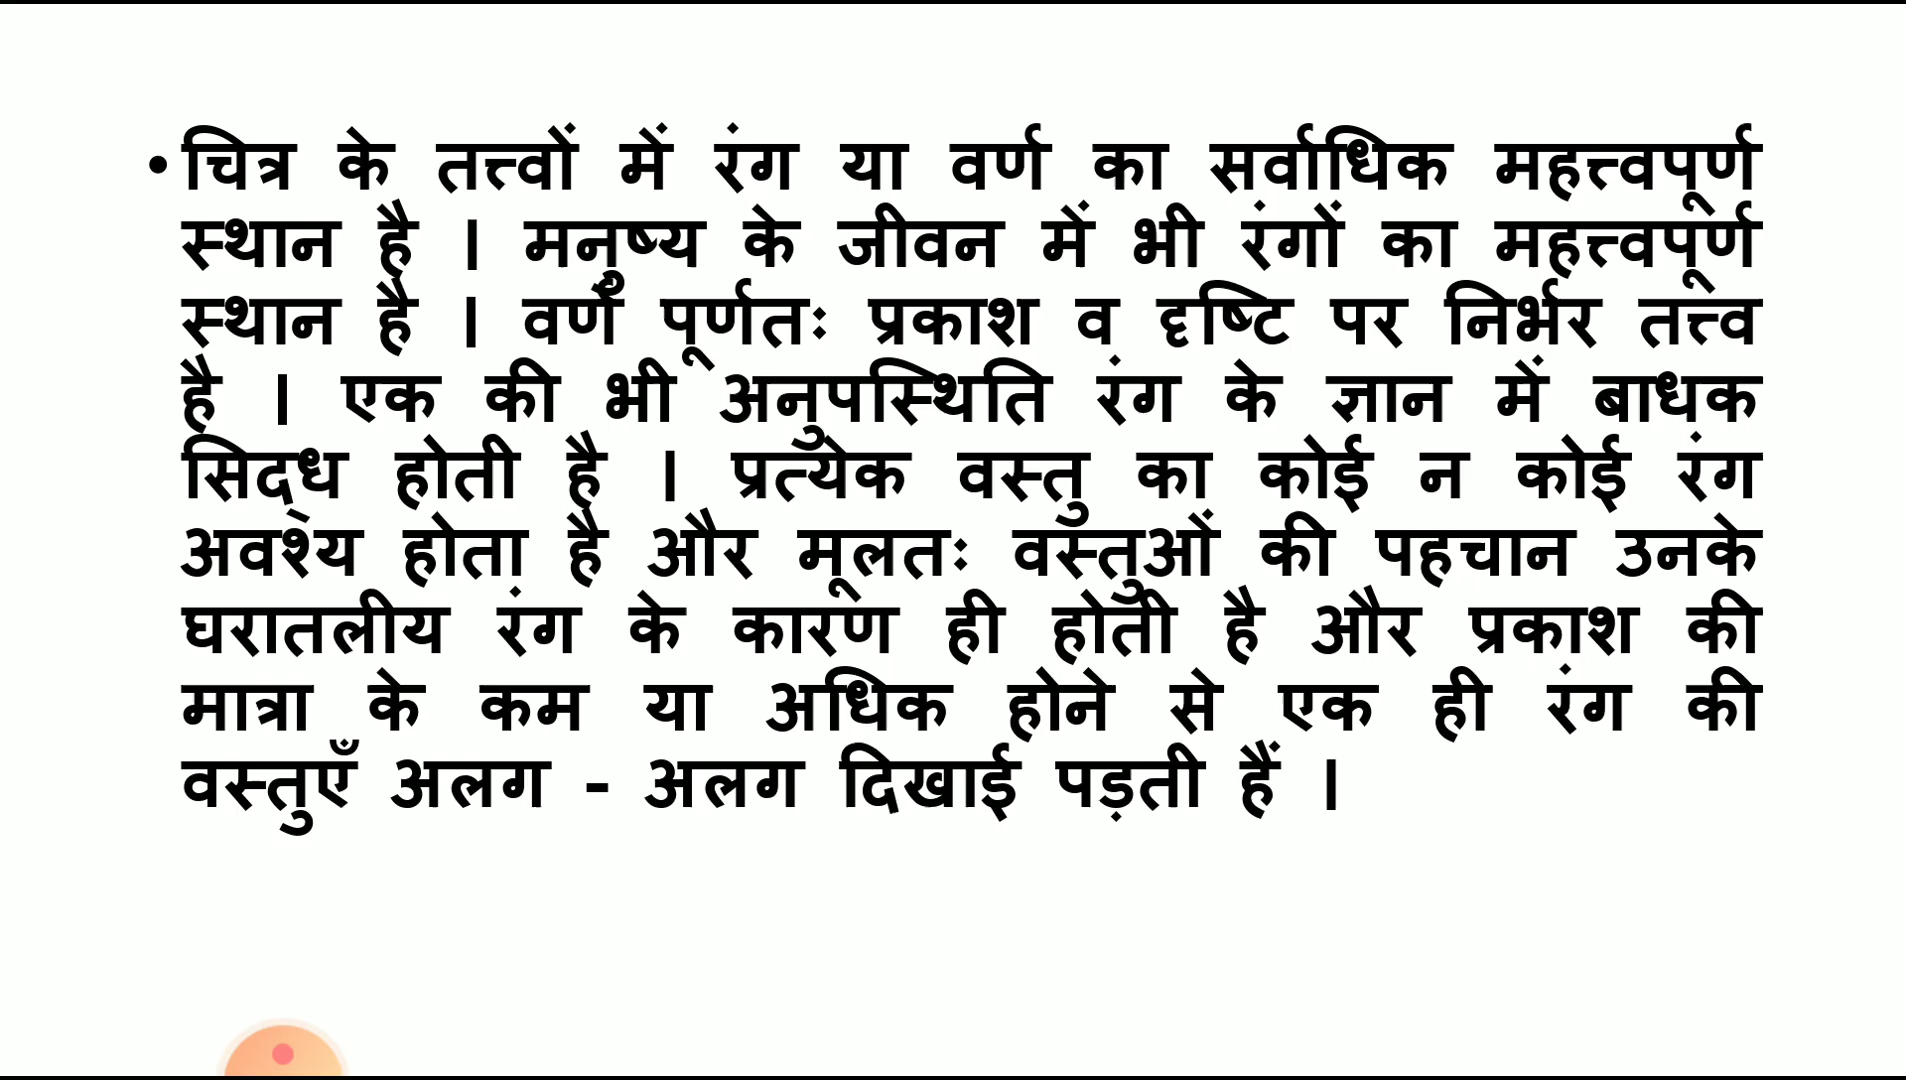 • चित्र के तत्त्वों में रंग या वर्ण का सर्वाधिक महत्त्वपूर्ण
स्थान है । मनुष्य के जीवन में भी रंगों का महत्त्वपूर्ण
स्थान है । वर्ण पूर्णतः प्रकाश व दृष्टि पर निर्भर तत्त्व
है । एक की भी अनुपस्थिति रंग के ज्ञान में बाधक
सिद्ध होती है । प्रत्येक वस्तु का कोई न कोई रंग
अवश्य होता है और मूलतः वस्तुओं की पहचान उनके
घरातलीय रंग के कारण ही होती है और प्रकाश की
मात्रा के कम या अधिक होने से एक ही रंग की
वस्तुएँ अलग - अलग दिखाई पड़ती हैं ।